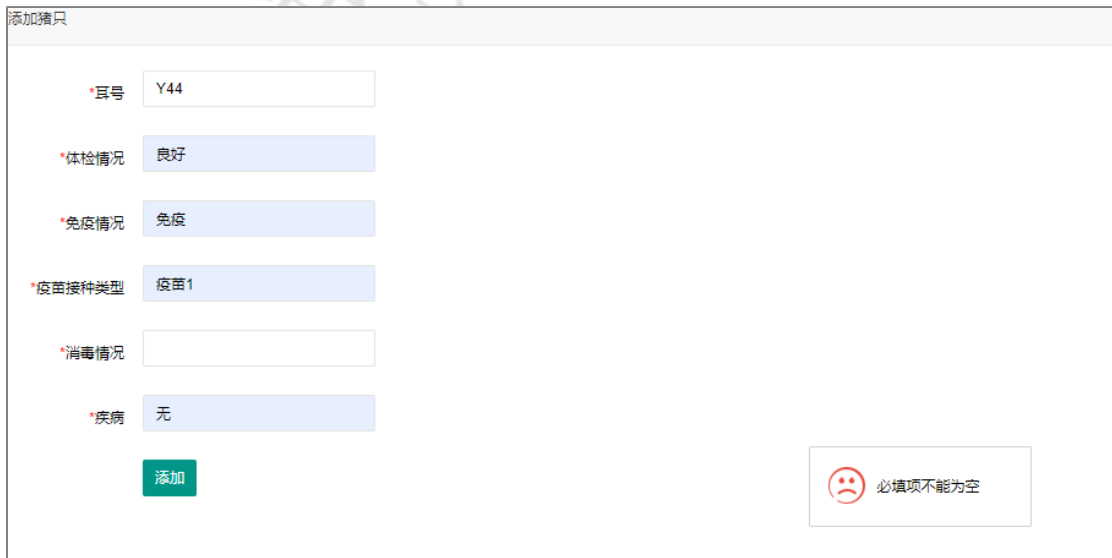 添加猪只
*耳号 Y44
*体检情况 良好
*免疫情况 免疫
*疫苗接种类型 疫苗1
*消毒情况
*疾病 无
添加
必填项不能为空